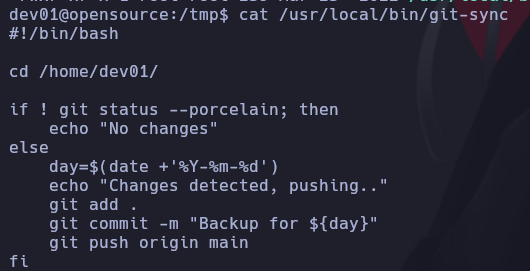 dev01@opensource:/tmp$ cat /usr/local/bin/git-sync
#!/bin/bash

cd /home/dev01/

if ! git status --porcelain; then
    echo "No changes"
else
    day=$(date +'%Y-%m-%d')
    echo "Changes detected, pushing.."
    git add .
    git commit -m "Backup for ${day}"
    git push origin main
fi